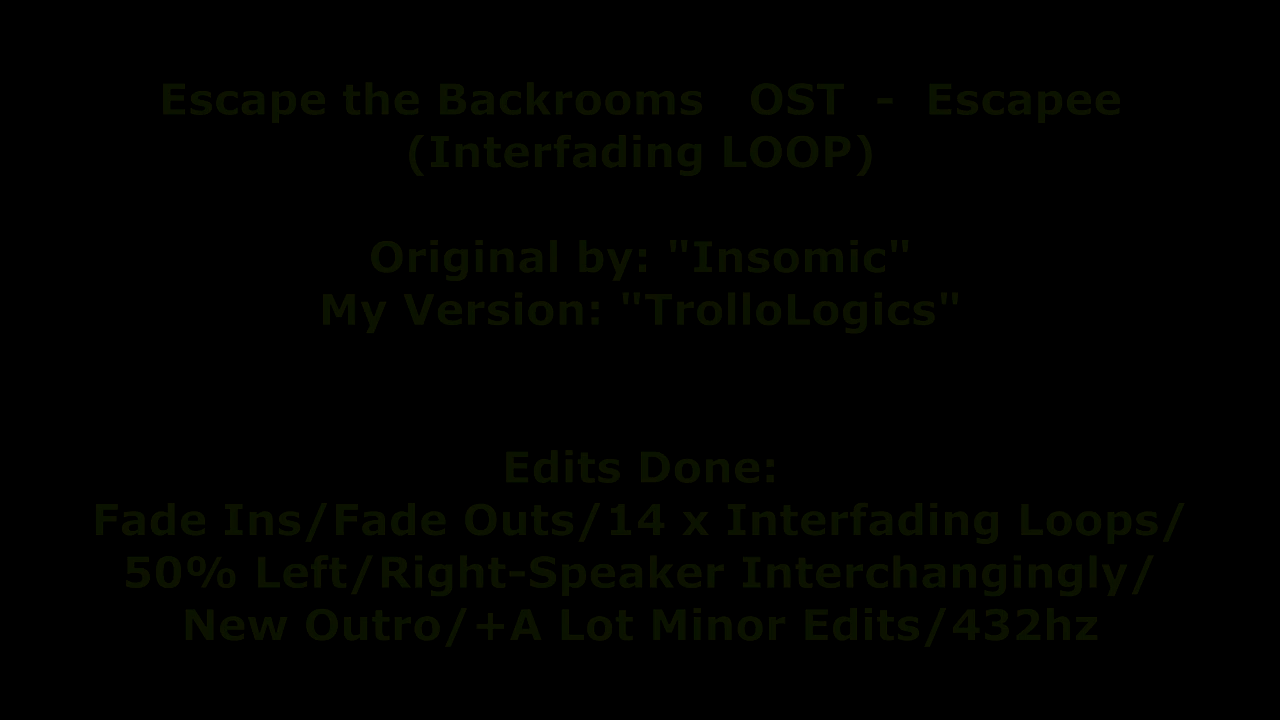 Escape the Backrooms   OST  -  Escapee
(Interfading LOOP)
Original by: "Insomic"
My Version: "TrolloLogics"
Edits Done:
Fade Ins/Fade Outs/14 x Interfading Loops/
50% Left/Right-Speaker Interchangingly/
New Outro/+A Lot Minor Edits/432hz